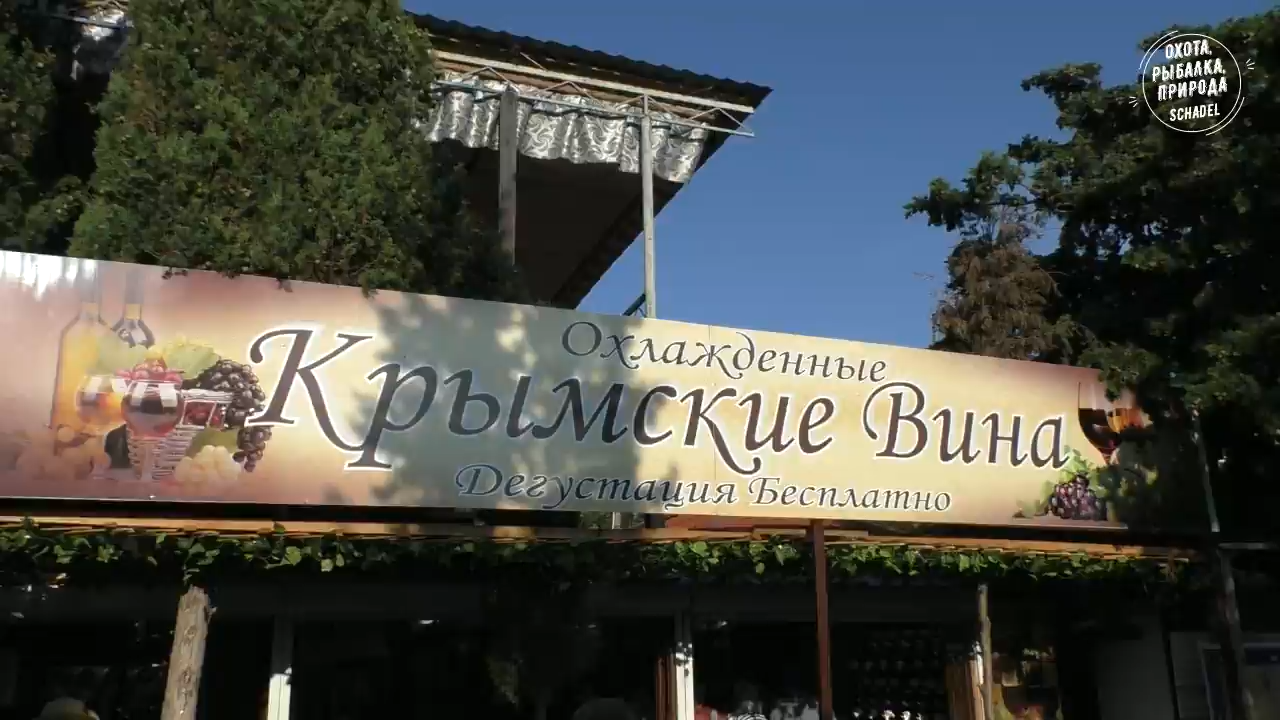 ОХОТА,
РЫБАЛКА,
ПРИРОДА
SCHADEL
Охлажденные
Крымские Вина
Дегустация Бесплатно